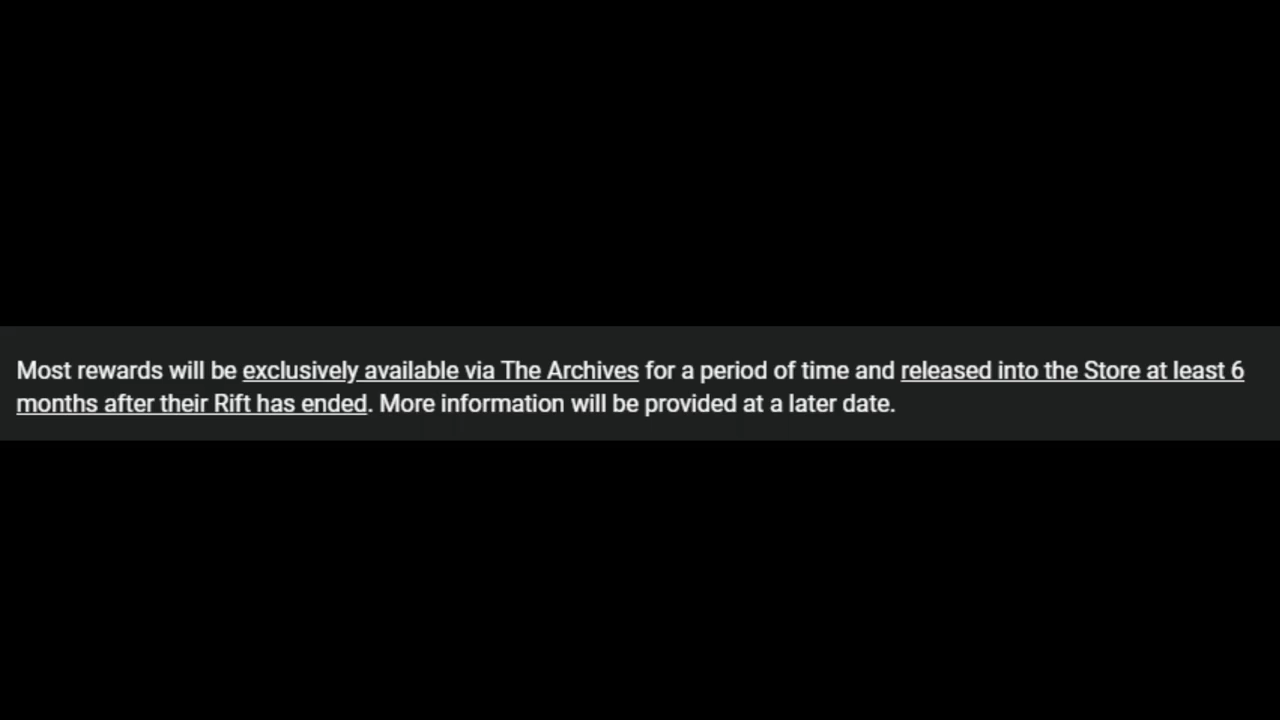 Most rewards will be exclusively available via The Archives for a period of time and released into the Store at least 6
months after their Rift has ended. More information will be provided at a later date.